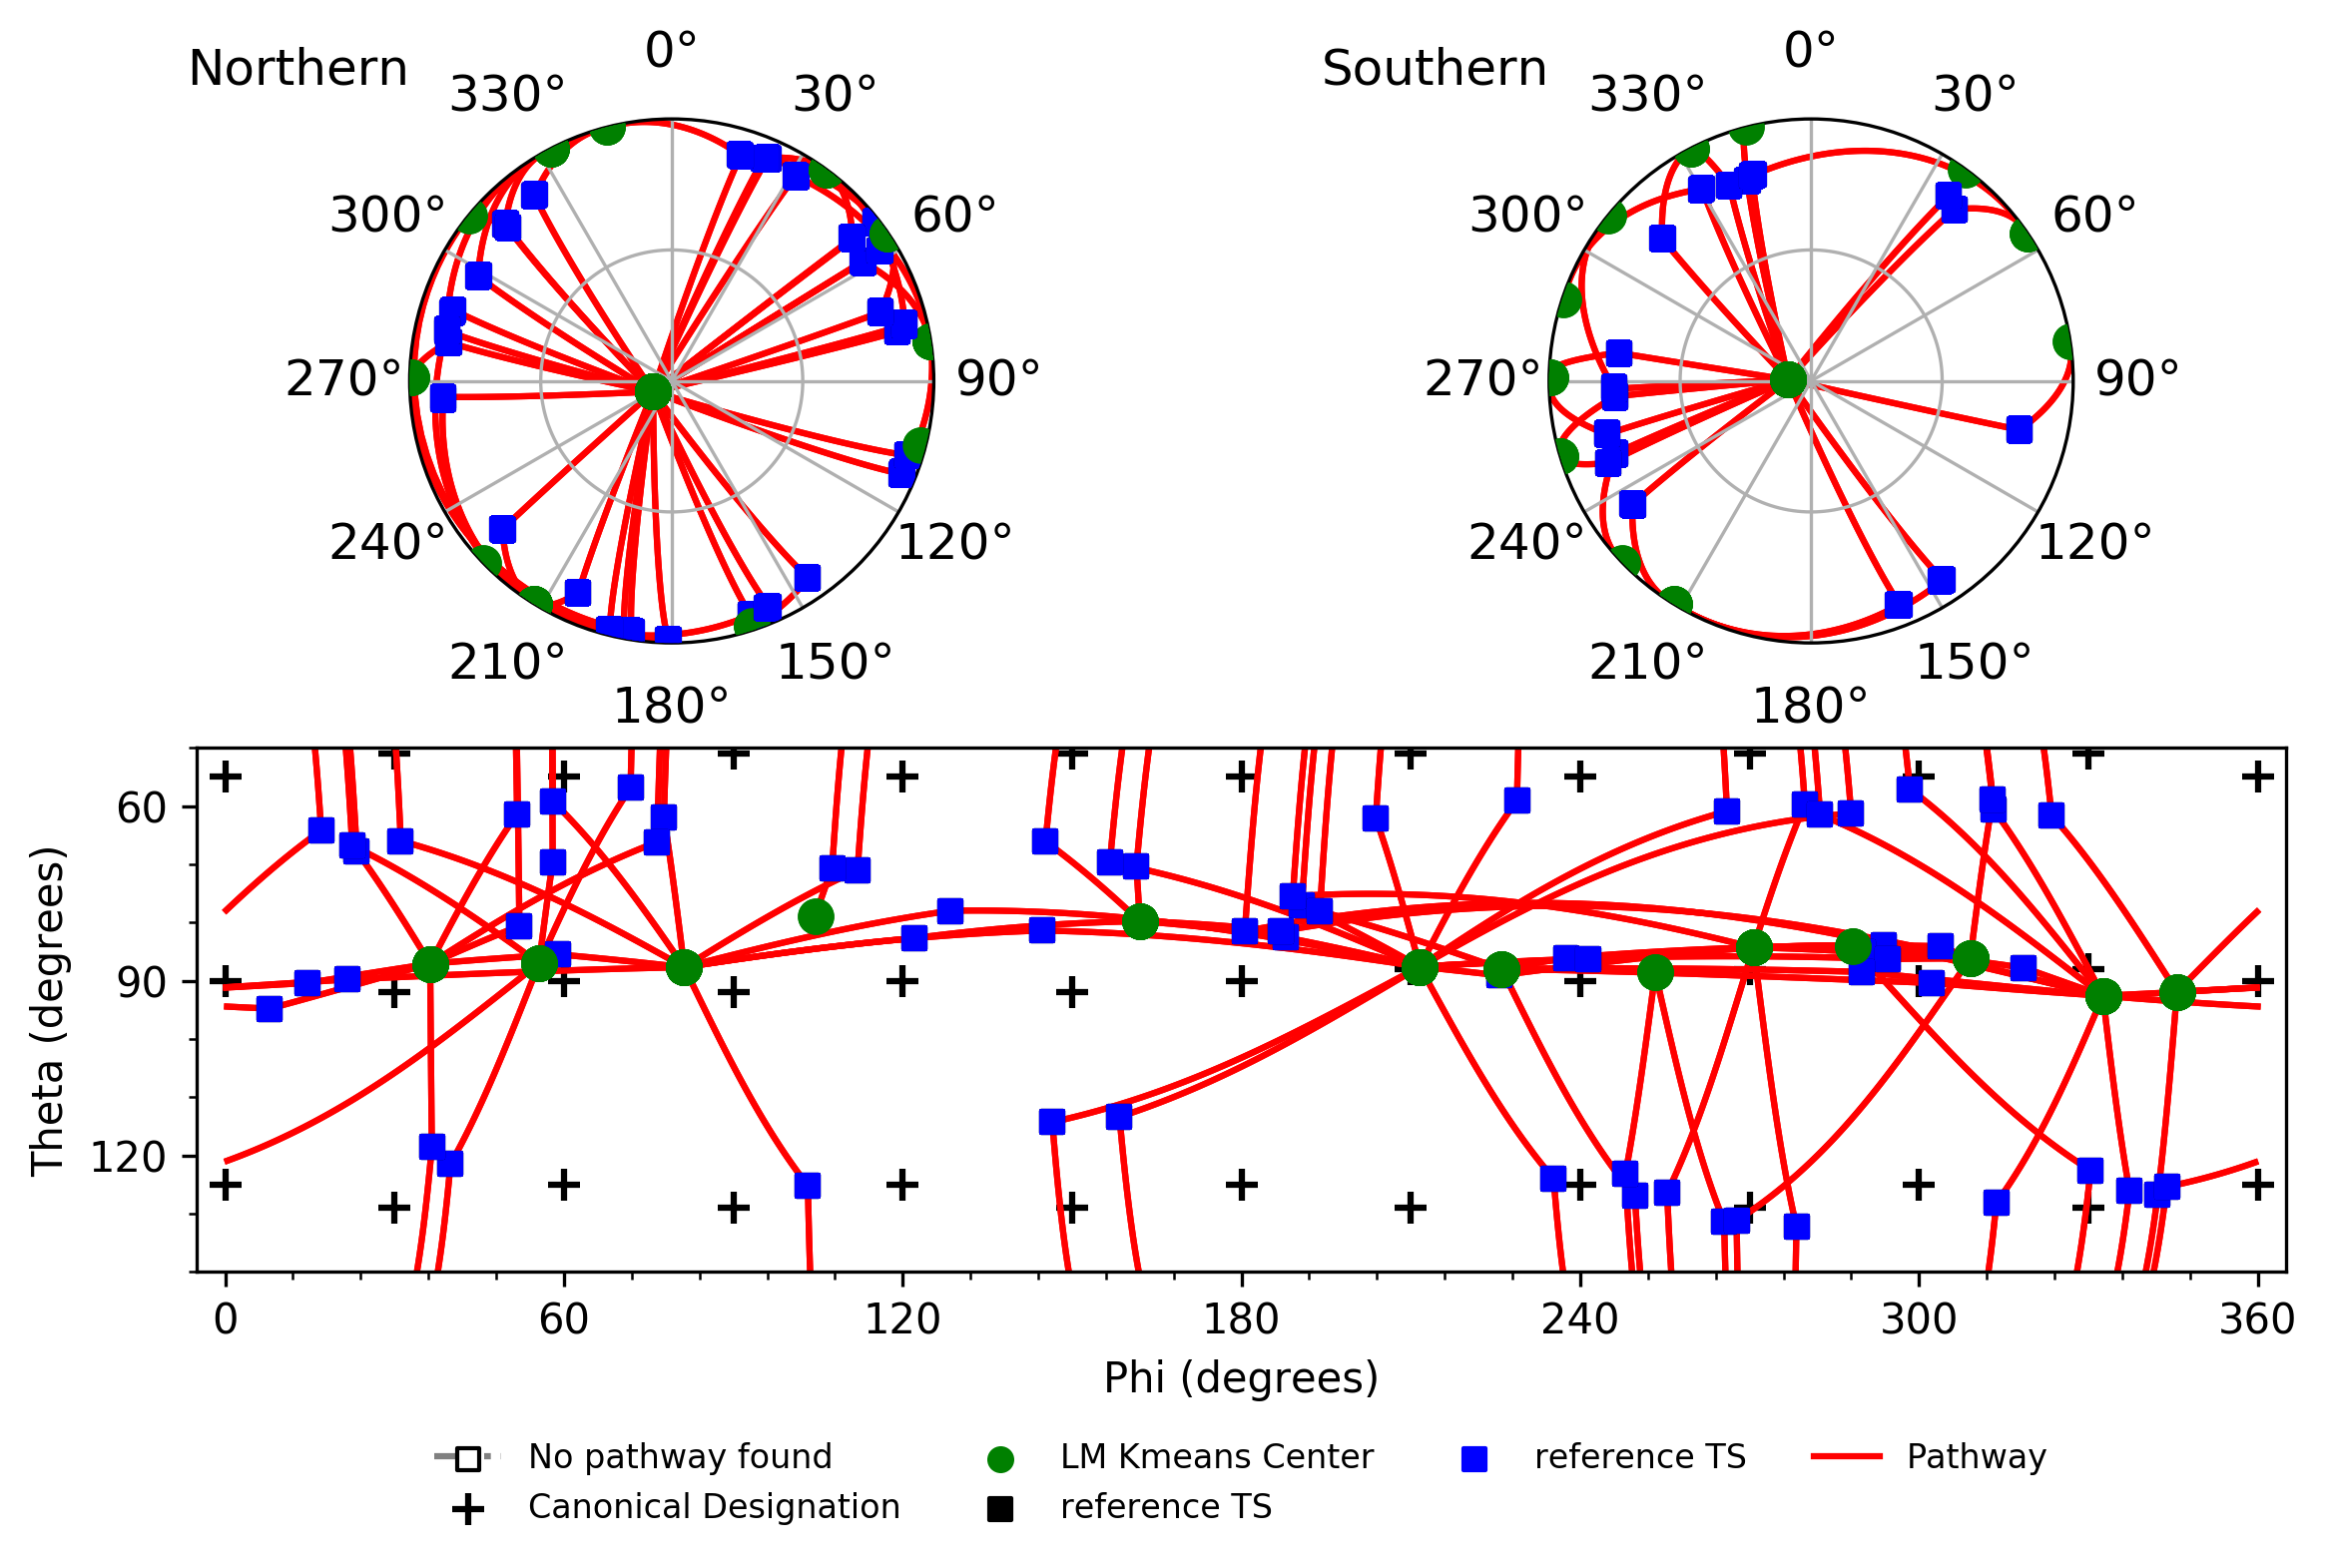 Northern
0°
30°
60°
90°
120°
150°
180°
210°
240°
270°
300°
330°
Southern
0°
30°
60°
90°
120°
150°
180°
210°
240°
270°
300°
330°
Theta (degrees)
60
90
120
0 60 120 180 240 300 360
Phi (degrees)
No pathway found
Canonical Designation
LM Kmeans Center
reference TS
reference TS
Pathway